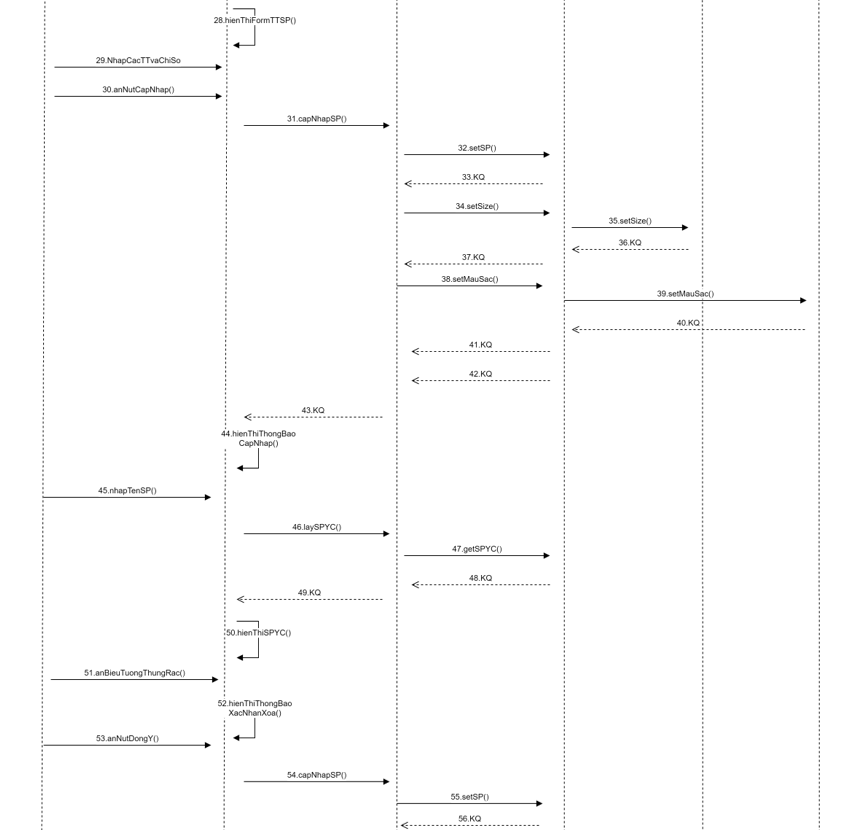 28.hienThiFormTTSP()
29.NhapCacTTvaChiSo
30.anNutCapNhap()
31.capNhapSP()
32.setSP()
33.KQ
34.setSize()
35.setSize()
36.KQ
37.KQ
38.setMauSac()
39.setMauSac()
40.KQ
41.KQ
42.KQ
43.KQ
44.hienThiThongBao
CapNhap()
45.nhapTenSP()
46.laySPYC()
47.getSPYC()
48.KQ
49.KQ
50.hienThiSPYC()
51.anBieuTuongThungRac()
52.hienThiThongBao
XacNhanXoa()
53.anNutDongY()
54.capNhapSP()
55.setSP()
56.KQ